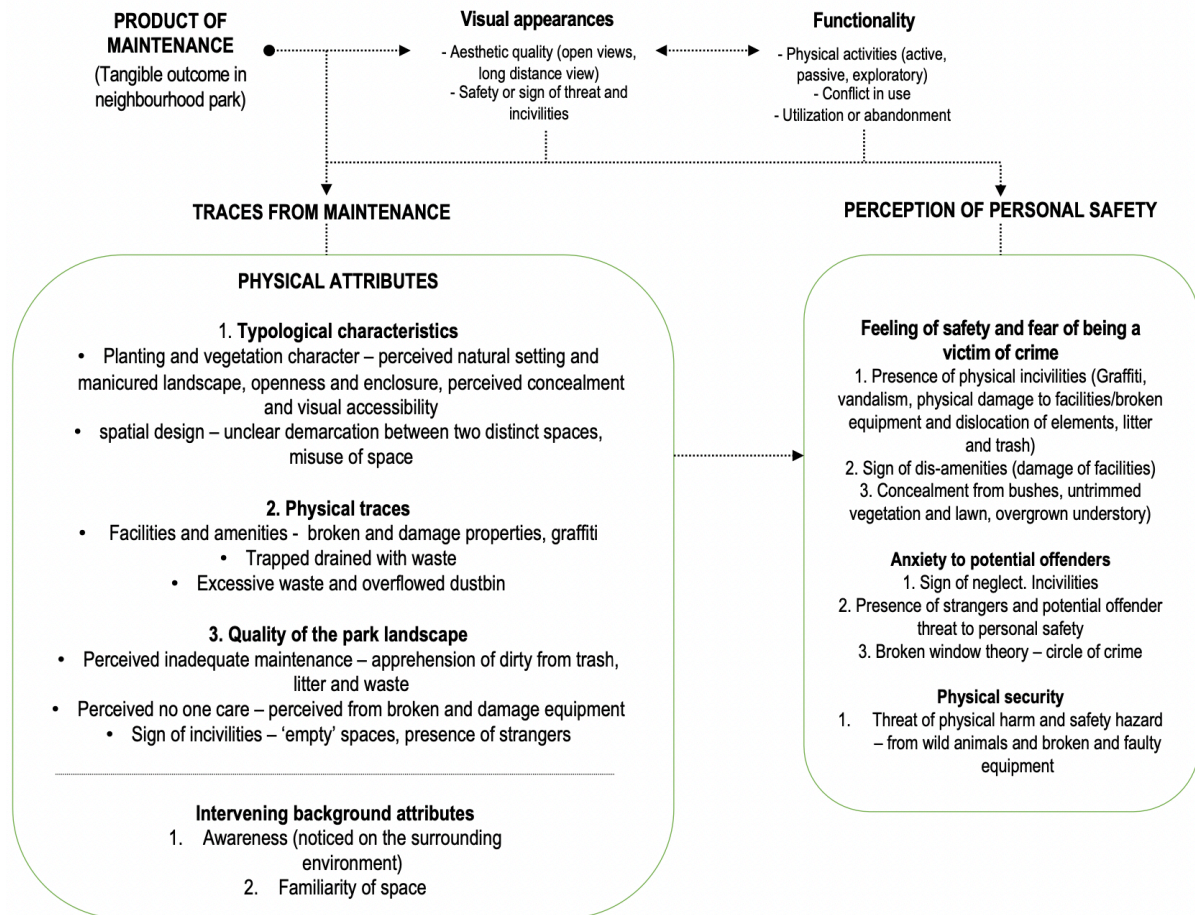 PRODUCT OF
MAINTENANCE
(Tangible outcome in
neighbourhood park)
Visual appearances
- Aesthetic quality (open views,
long distance view)
- Safety or sign of threat and
incivilities
Functionality
- Physical activities (active,
passive, exploratory)
- Conflict in use
- Utilization or abandonment
TRACES FROM MAINTENANCE
PERCEPTION OF PERSONAL SAFETY
PHYSICAL ATTRIBUTES
1. Typological characteristics
• Planting and vegetation character – perceived natural setting and
manicured landscape, openness and enclosure, perceived concealment
and visual accessibility
• spatial design – unclear demarcation between two distinct spaces,
misuse of space
2. Physical traces
• Facilities and amenities - broken and damage properties, graffiti
• Trapped drained with waste
• Excessive waste and overflowed dustbin
3. Quality of the park landscape
• Perceived inadequate maintenance – apprehension of dirty from trash,
litter and waste
• Perceived no one care – perceived from broken and damage equipment
• Sign of incivilities – ‘empty’ spaces, presence of strangers
Intervening background attributes
1. Awareness (noticed on the surrounding
environment)
2. Familiarity of space
Feeling of safety and fear of being a
victim of crime
1. Presence of physical incivilities (Graffiti,
vandalism, physical damage to facilities/broken
equipment and dislocation of elements, litter
and trash)
2. Sign of dis-amenities (damage of facilities)
3. Concealment from bushes, untrimmed
vegetation and lawn, overgrown understory)
Anxiety to potential offenders
1. Sign of neglect. Incivilities
2. Presence of strangers and potential offender
threat to personal safety
3. Broken window theory – circle of crime
Physical security
1. Threat of physical harm and safety hazard
– from wild animals and broken and faulty
equipment